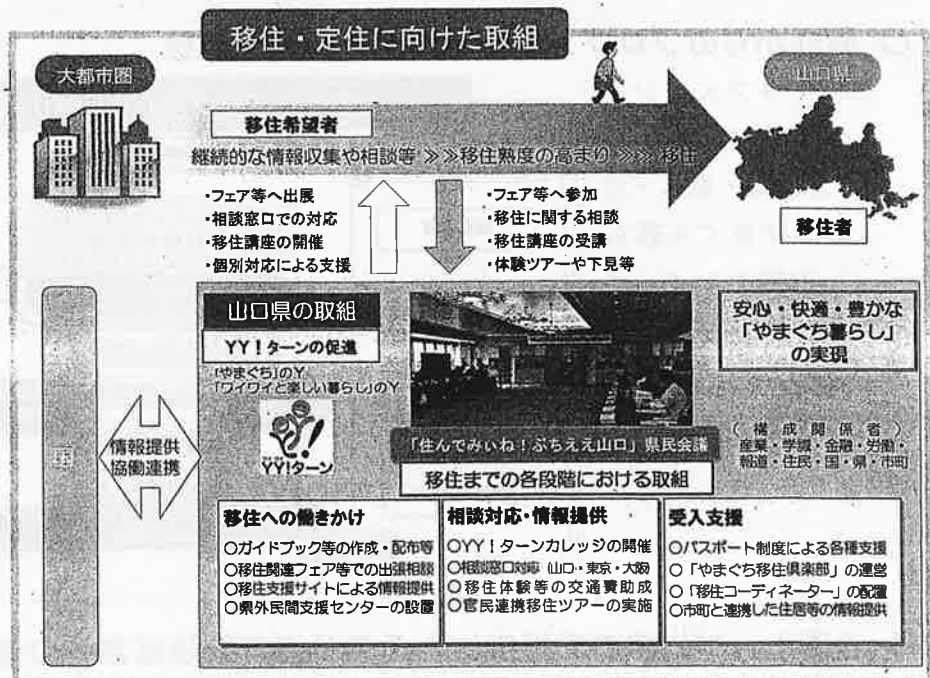 移住・定住に向けた取組
大都市圏
山口県
移住希望者
継続的な情報収集や相談等 ≫≫移住熟度の高まり ≫≫ 移住
・フェア等へ出展
・相談窓口での対応
・移住講座の開催
・個別対応による支援
・フェア等へ参加
・移住に関する相談
・移住講座の受講
・体験ツアーや下見等
移住者
山口県の取組
YY!ターンの促進
「やまぐち」のY
「ワイワイと楽しい暮らし」のY
YY!ターン
「住んでみぃね!ぶちええ山口」県民会議
安心・快適・豊かな
「やまぐち暮らし」
の実現
(構成関係者)
産業・学識・金融・労働・
報道・住民・国・県・市町
情報提供
協働連携
移住までの各段階における取組
移住への働きかけ
○ガイドブック等の作成・配布等
○移住関連フェア等での出張相談
○移住支援サイトによる情報提供
○県外民間支援センターの設置
相談対応・情報提供
○YY!ターンカレッジの開催
○相談窓口対応(山口・東京・大阪)
○移住体験等の交通費助成
○官民連携移住ツアーの実施
受入支援
○パスポート制度による各種支援
○「やまぐち移住倶楽部」の運営
○「移住コーディネーター」の配置
○市町と連携した住居等の情報提供